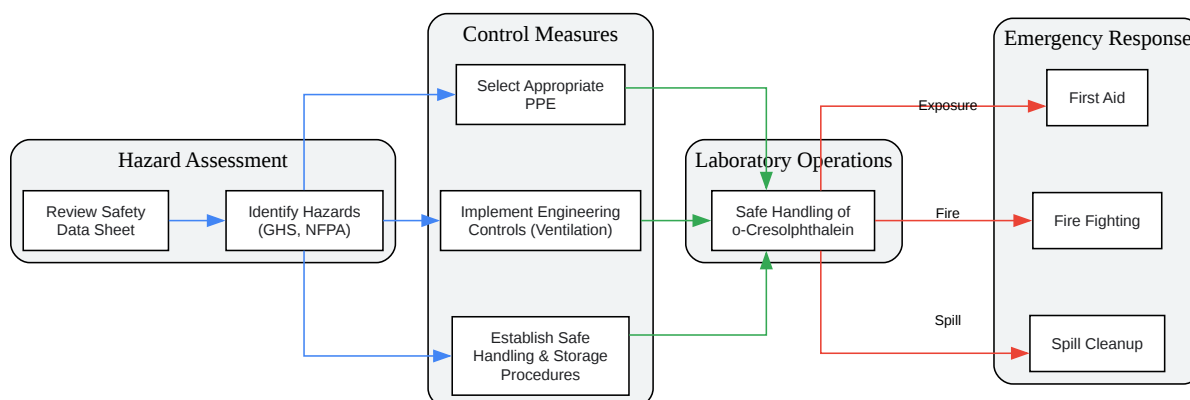 Hazard Assessment
Review Safety
Data Sheet
Identify Hazards
(GHS, NFPA)
Control Measures
Select Appropriate
PPE
Implement Engineering
Controls (Ventilation)
Establish Safe
Handling & Storage
Procedures
Laboratory Operations
Safe Handling of
o-Cresolphthalein
Exposure
Fire
Spill
Emergency Response
First Aid
Fire Fighting
Spill Cleanup